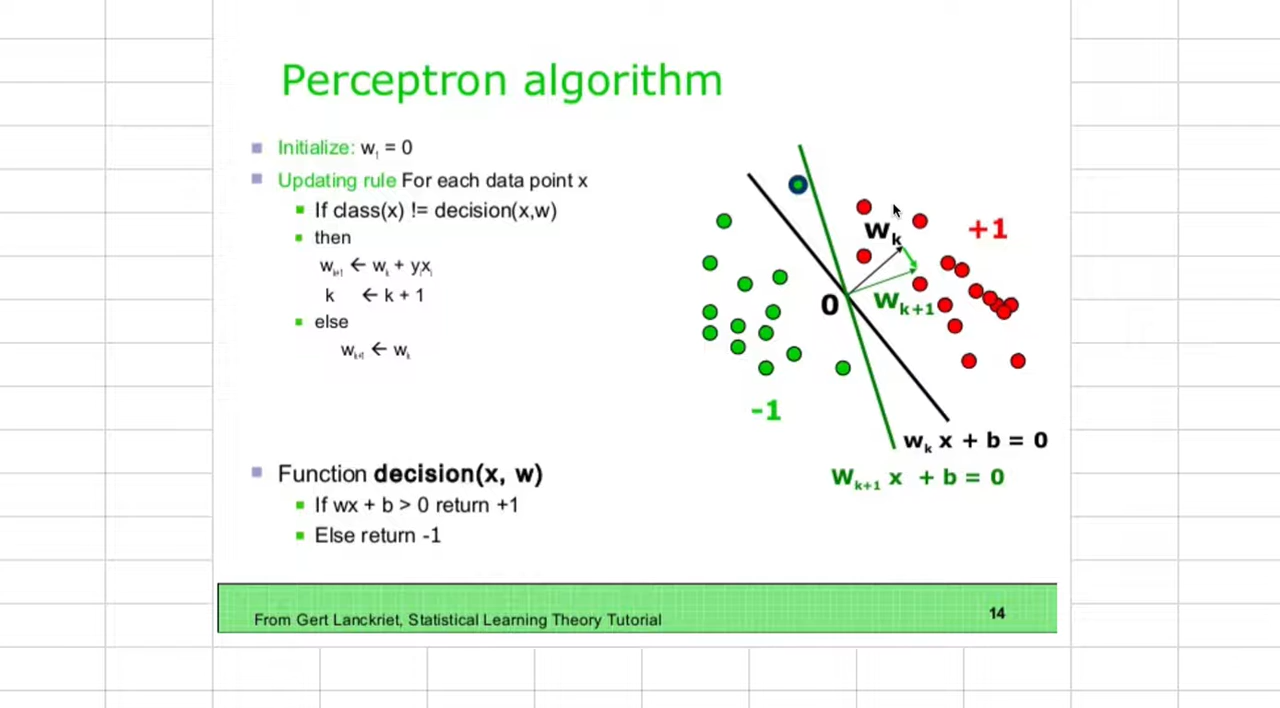 Perceptron algorithm
Initialize: w₁ = 0
Updating rule For each data point x
If class(x) != decision(x,w)
then
wₖ₊₁ ← wₖ + yᵢxᵢ
k ← k + 1
else
wₖ₊₁ ← wₖ
Function decision(x, w)
If wx + b > 0 return +1
Else return -1
+1
wₖ
0
Wₖ₊₁
-1
wₖ x + b = 0
Wₖ₊₁ x + b = 0
From Gert Lanckriet, Statistical Learning Theory Tutorial
14